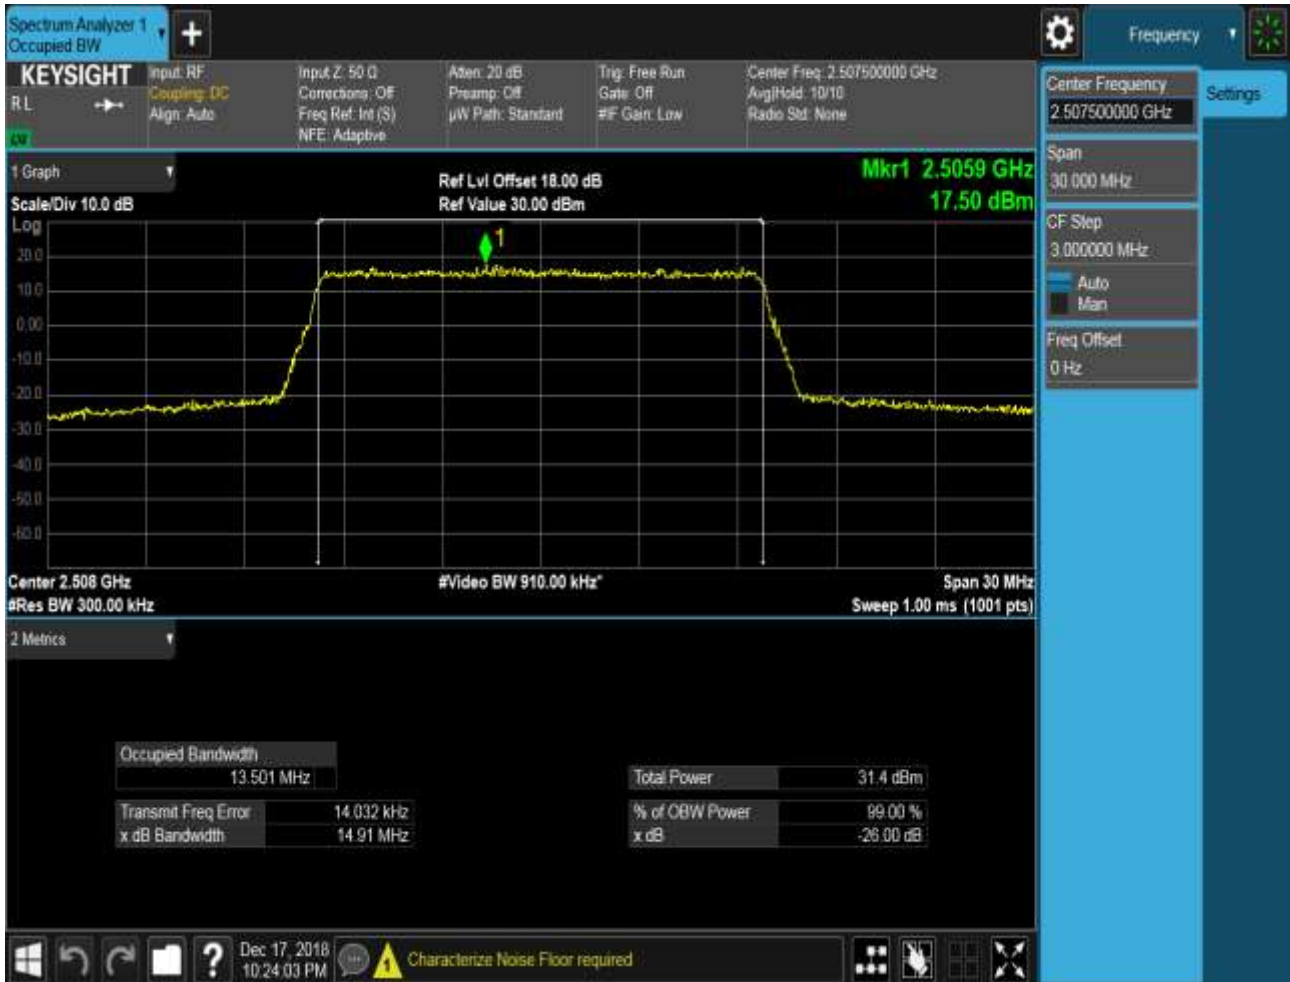 Spectrum Analyzer 1
Occupied BW
Frequency
KEYSIGHT
RL
Input: RF
Coupling: DC
Align: Auto
Input Z: 50 Ω
Corrections: Off
Freq Ref: Int (S)
NFE: Adaptive
Atten: 20 dB
Preamp: Off
µW Path: Standard
Trig: Free Run
Gate: Off
#IF Gain: Low
Center Freq: 2.507500000 GHz
Avg|Hold: 10/10
Radio Std: None
Center Frequency
2.507500000 GHz
Settings
Span
30.000 MHz
CF Step
3.000000 MHz
Auto
Man
Freq Offset
0 Hz
1 Graph
Scale/Div 10.0 dB
Ref Lvl Offset 18.00 dB
Ref Value 30.00 dBm
Mkr1 2.5059 GHz
17.50 dBm
Log
1
20.0
10.0
0.00
-10.0
-20.0
-30.0
-40.0
-50.0
-60.0
Center 2.508 GHz
#Res BW 300.00 kHz
#Video BW 910.00 kHz*
Span 30 MHz
Sweep 1.00 ms (1001 pts)
2 Metrics
Occupied Bandwidth
13.501 MHz
Transmit Freq Error 14.032 kHz
x dB Bandwidth 14.91 MHz
Total Power 31.4 dBm
% of OBW Power 99.00 %
x dB -26.00 dB
Dec 17, 2018
10:24:03 PM
Characterize Noise Floor required